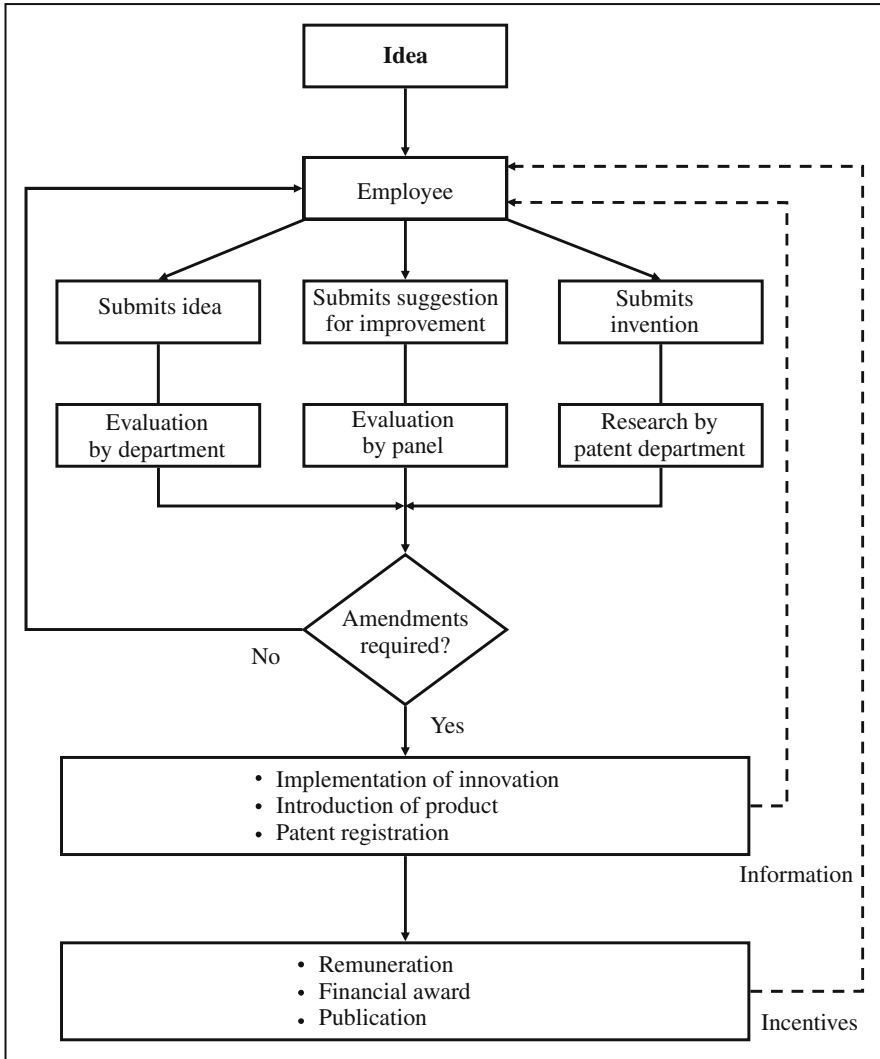 Idea
Employee
Submits idea
Submits suggestion
for improvement
Submits
invention
Evaluation
by department
Evaluation
by panel
Research by
patent department
Amendments
required?
No
Yes
• Implementation of innovation
• Introduction of product
• Patent registration
Information
• Remuneration
• Financial award
• Publication
Incentives